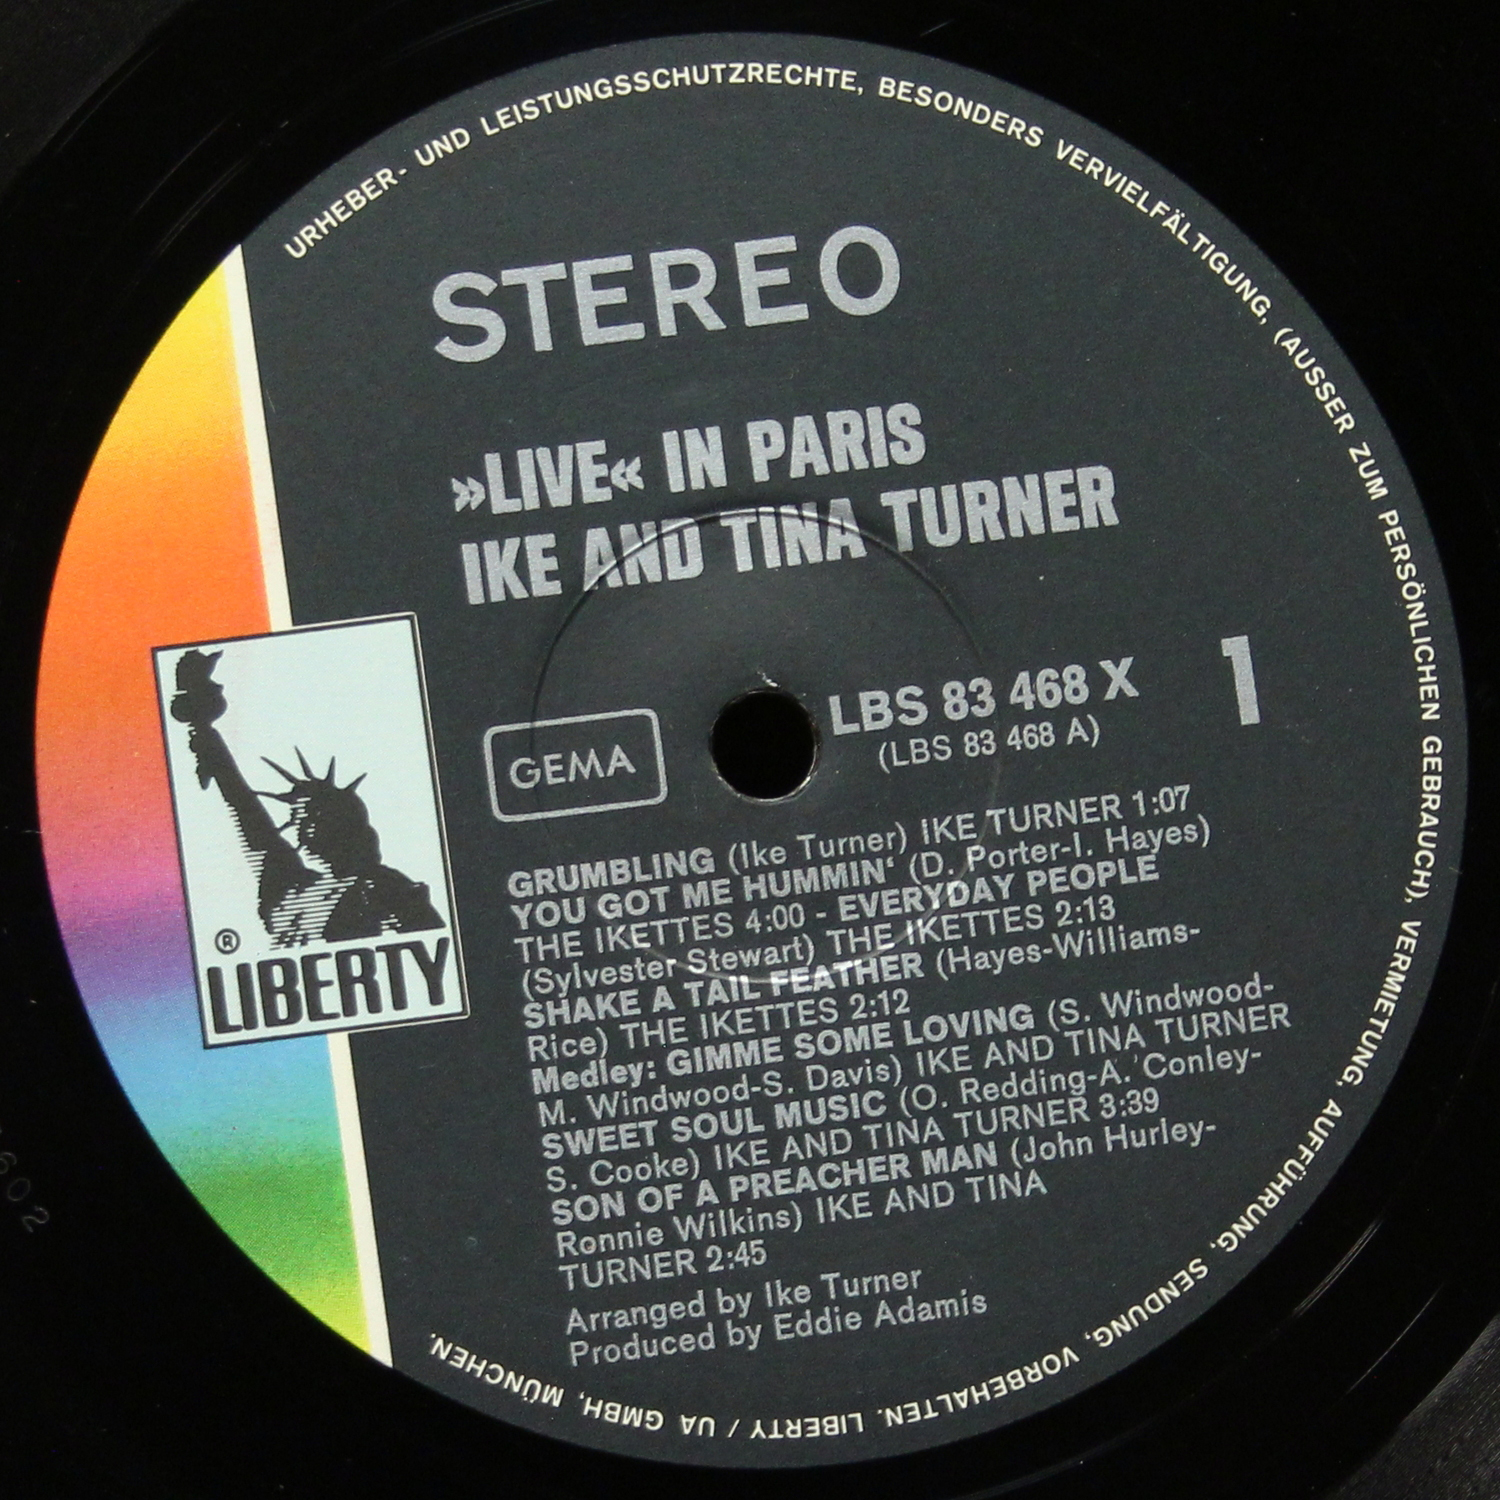 URHEBER- UND LEISTUNGSSCHUTZRECHTE, BESONDERS VERVIELFÄLTIGUNG, (AUSSER ZUM PERSÖNLICHEN GEBRAUCH), VERMIETUNG, AUFFÜHRUNG, SENDUNG, VORBEHALTEN. LIBERTY / UA GMBH, MÜNCHEN.
STEREO
»LIVE« IN PARIS
IKE AND TINA TURNER
LBS 83 468 X
(LBS 83 468 A)
1
GEMA
® LIBERTY
GRUMBLING (Ike Turner) IKE TURNER 1:07
YOU GOT ME HUMMIN‘ (D. Porter-I. Hayes)
THE IKETTES 4:00 - EVERYDAY PEOPLE
(Sylvester Stewart) THE IKETTES 2:13
SHAKE A TAIL FEATHER (Hayes-Williams-
Rice) THE IKETTES 2:12
Medley: GIMME SOME LOVING (S. Windwood-
M. Windwood-S. Davis) IKE AND TINA TURNER
SWEET SOUL MUSIC (O. Redding-A. Conley-
S. Cooke) IKE AND TINA TURNER 3:39
SON OF A PREACHER MAN (John Hurley-
Ronnie Wilkins) IKE AND TINA
TURNER 2:45
Arranged by Ike Turner
Produced by Eddie Adamis